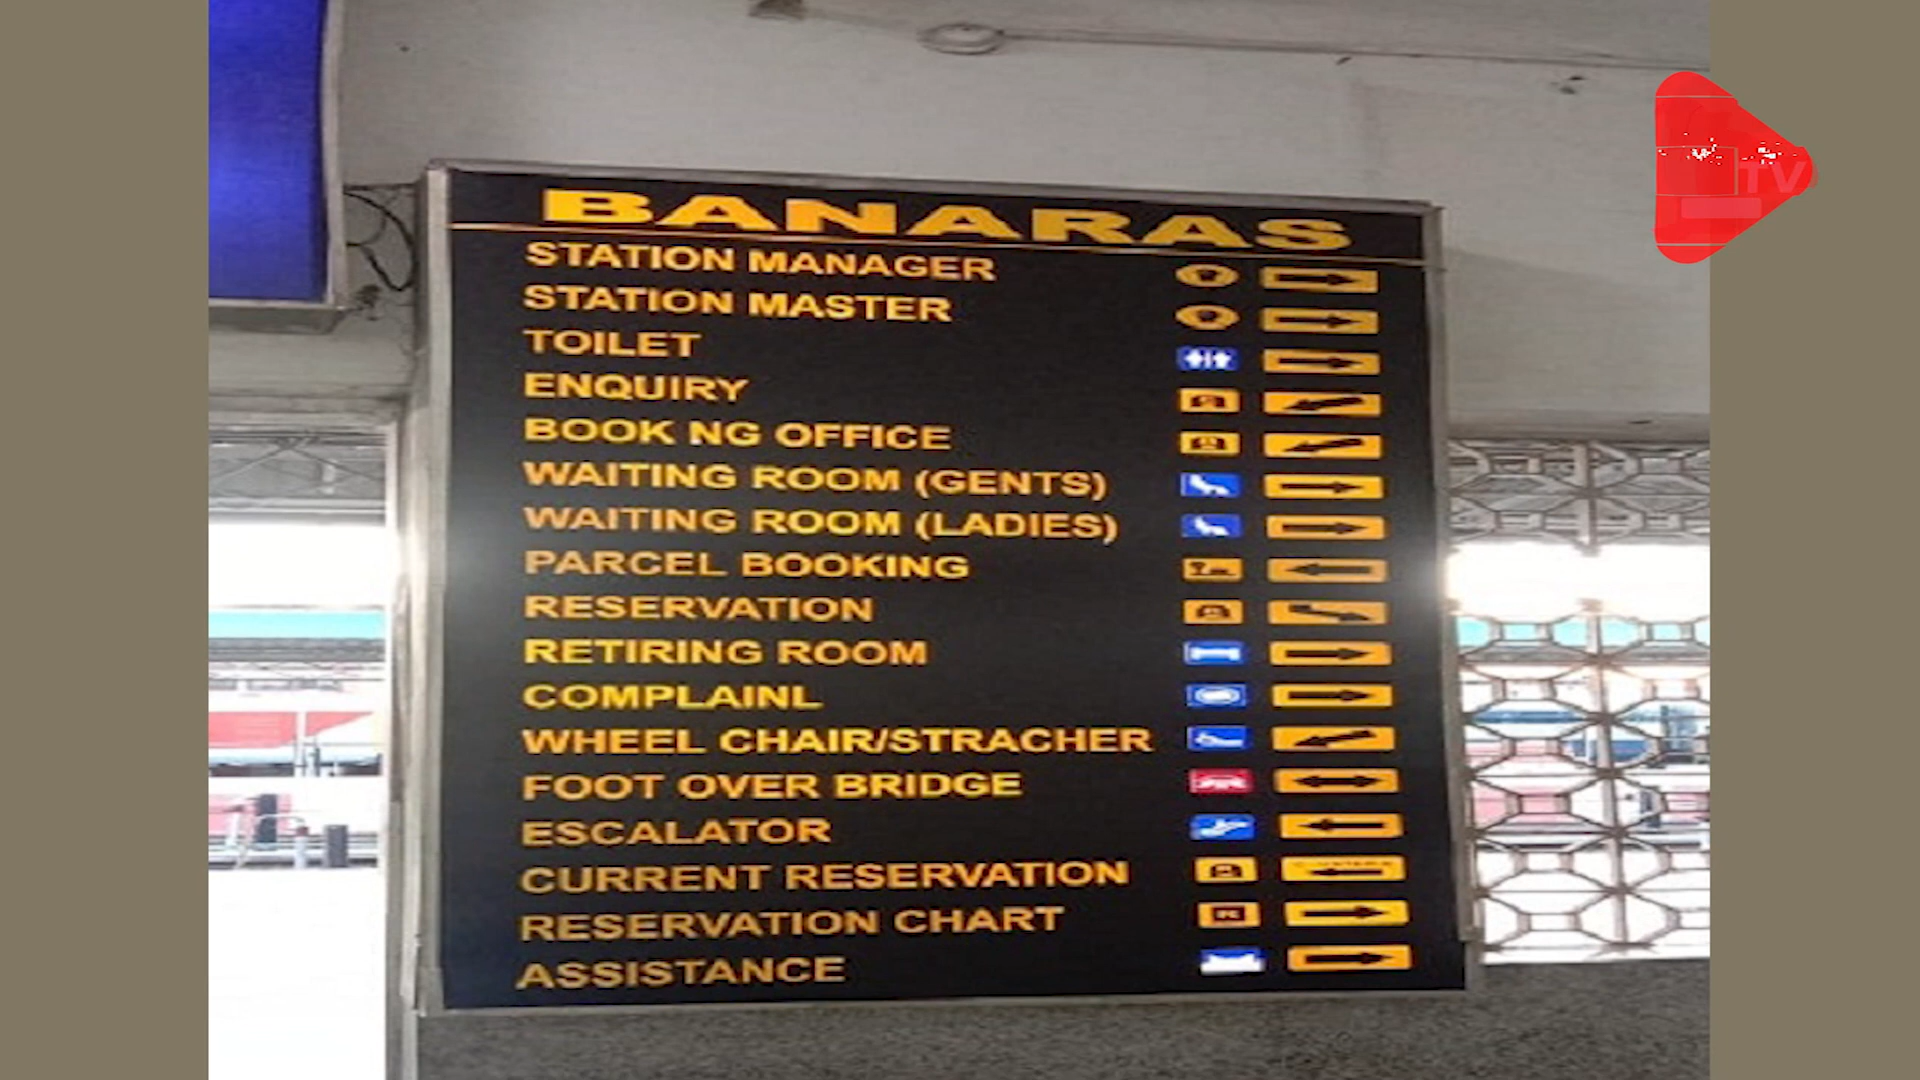 TV
BANARAS
STATION MANAGER
STATION MASTER
TOILET
ENQUIRY
BOOK NG OFFICE
WAITING ROOM (GENTS)
WAITING ROOM (LADIES)
PARCEL BOOKING
RESERVATION
RETIRING ROOM
COMPLAINL
WHEEL CHAIR/STRACHER
FOOT OVER BRIDGE
ESCALATOR
CURRENT RESERVATION
RESERVATION CHART
ASSISTANCE